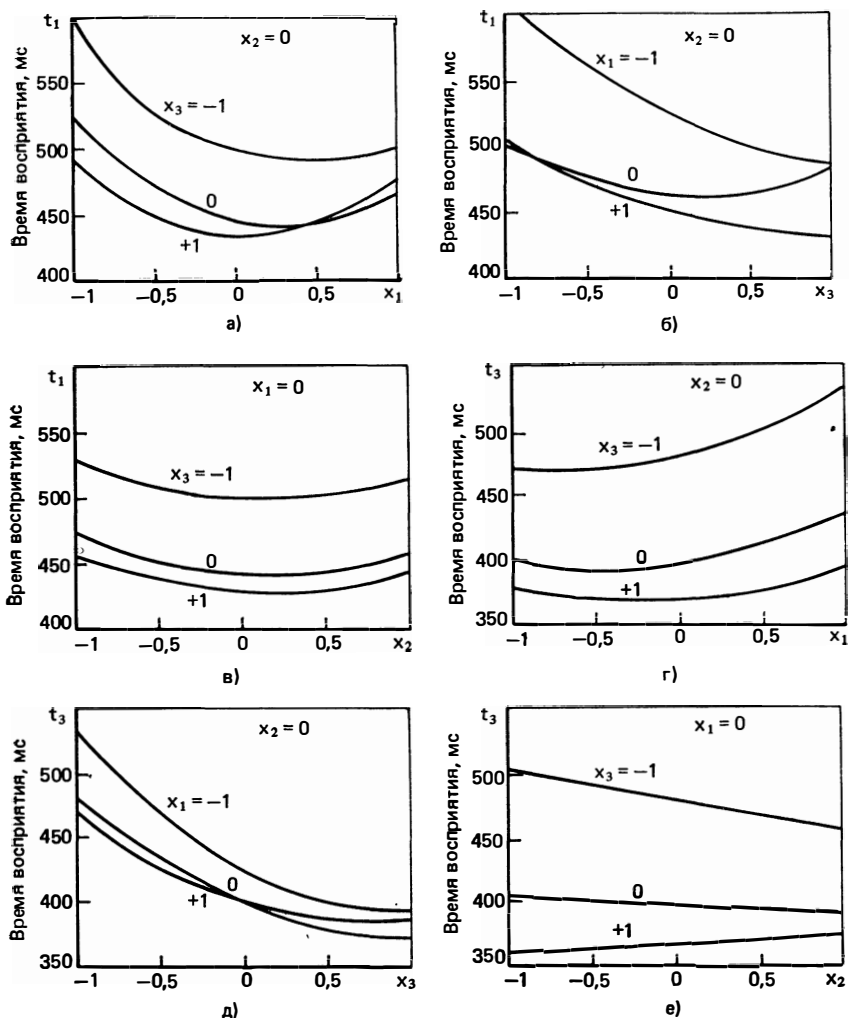 t₁
x₂ = 0
Время восприятия, мс
550
500
450
400
x₃ = −1
0
+1
−1
−0,5
0
0,5
x₁
а)
t₁
x₂ = 0
Время восприятия, мс
550
500
450
400
x₁ = −1
0
+1
−1
−0,5
0
0,5
x₃
б)
t₁
x₁ = 0
Время восприятия, мс
550
500
450
400
x₃ = −1
0
+1
−1
−0,5
0
0,5
x₂
в)
t₃
x₂ = 0
Время восприятия, мс
500
450
400
350
x₃ = −1
0
+1
−1
−0,5
0
0,5
x₁
г)
t₃
x₂ = 0
Время восприятия, мс
500
450
400
350
x₁ = −1
0
+1
−1
−0,5
0
0,5
x₃
д)
t₃
x₁ = 0
Время восприятия, мс
500
450
400
350
x₃ = −1
0
+1
−1
−0,5
0
0,5
x₂
е)